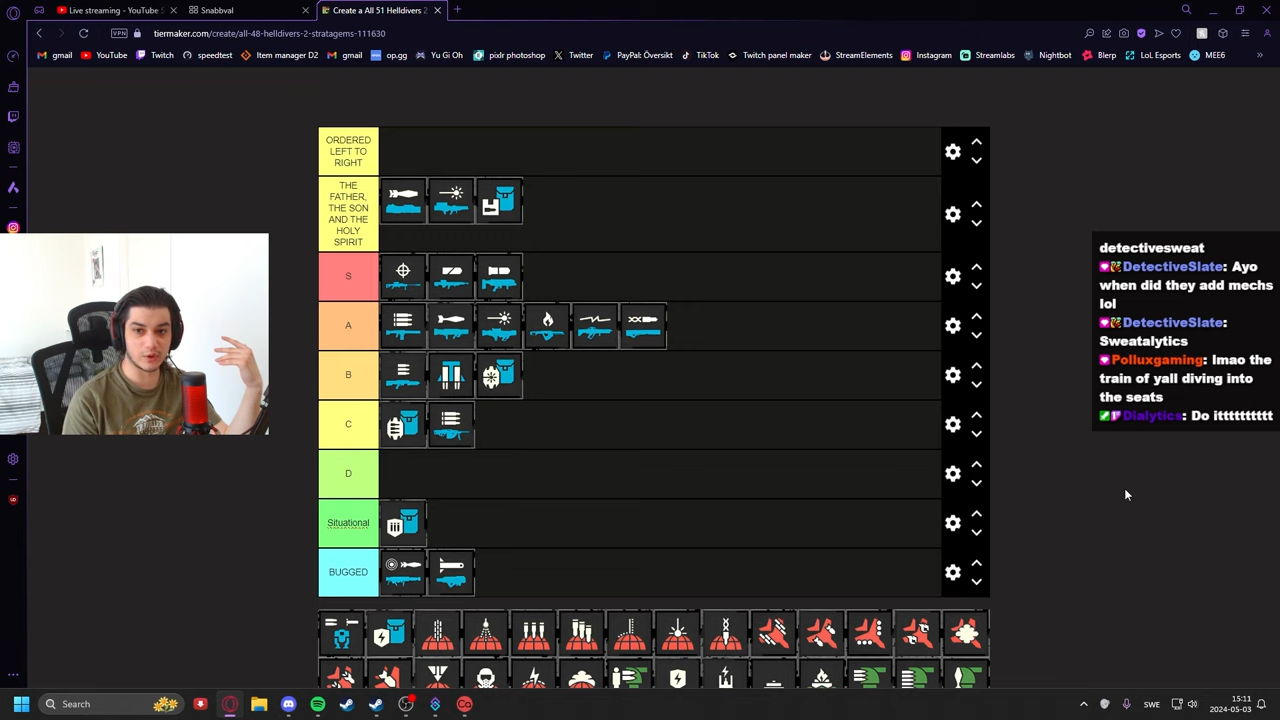 Live streaming - YouTube S
Snabbval
Create a All 51 Helldivers 2
tiermaker.com/create/all-48-helldivers-2-stratagems-111630
VPN
gmail
YouTube
Twitch
speedtest
Item manager D2
gmail
op.gg
Yu Gi Oh
pixlr photoshop
Twitter
PayPal: Översikt
TikTok
Twitch panel maker
StreamElements
Instagram
Streamlabs
Nightbot
Blerp
LoL Esports
MEE6
ORDERED
LEFT TO
RIGHT
THE
FATHER,
THE SON
AND THE
HOLY
SPIRIT
S
A
B
C
D
Situational
BUGGED
detectivesweat
DetectiveSlate: Ayo
when did they add mechs
lol
DetectiveSlate:
Sweatalytics
Polluxgaming: lmao the
train of yall diving into
the seats
Dialytics: Do itttttttttt
Search
SWE
15:11
2024-05-03